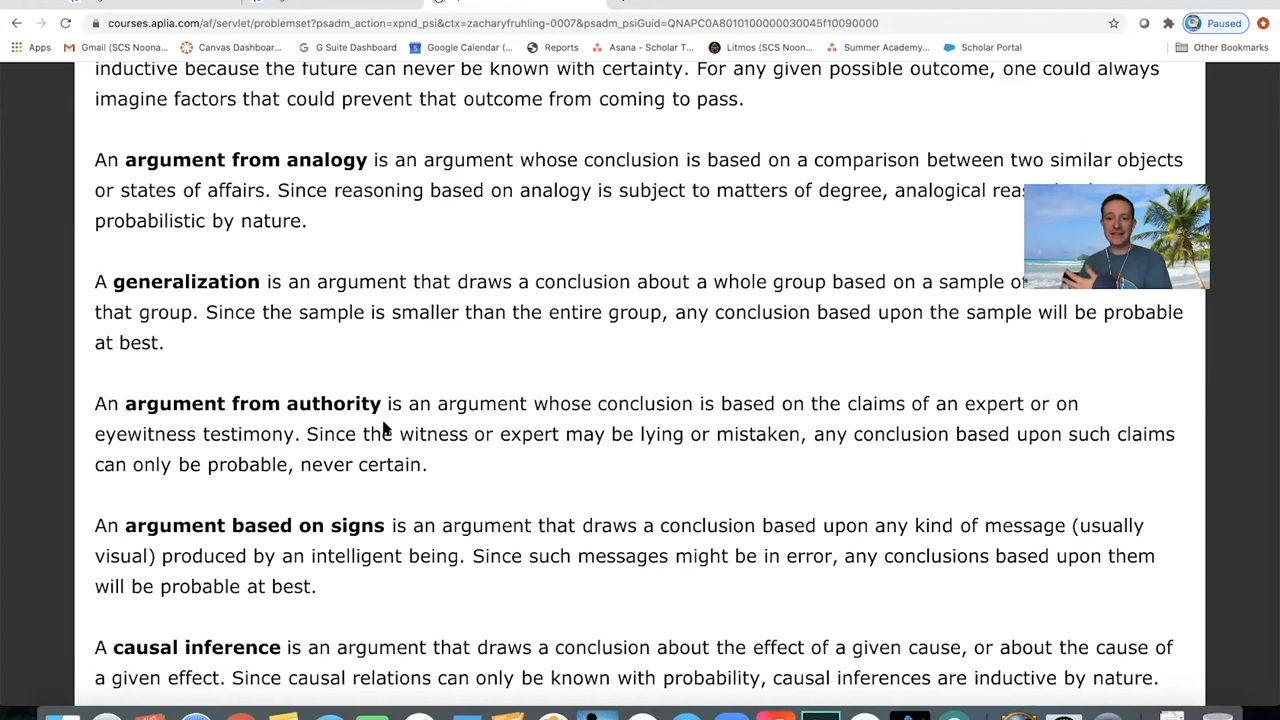 courses.aplia.com/af/servlet/problemset?psadm_action=xpnd_psi&ctx=zacharyfruhling-0007&psadm_psiGuid=QNAPC0A8010100000030045f10090000
Paused
Apps
Gmail (SCS Noona...
Canvas Dashboar...
G Suite Dashboard
Google Calendar (...
Reports
Asana - Scholar T...
Litmos (SCS Noon...
Summer Academy...
Scholar Portal
Other Bookmarks
inductive because the future can never be known with certainty. For any given possible outcome, one could always
imagine factors that could prevent that outcome from coming to pass.
An argument from analogy is an argument whose conclusion is based on a comparison between two similar objects
or states of affairs. Since reasoning based on analogy is subject to matters of degree, analogical
probabilistic by nature.
A generalization is an argument that draws a conclusion about a whole group based on a sample
that group. Since the sample is smaller than the entire group, any conclusion based upon the sample will be probable
at best.
An argument from authority is an argument whose conclusion is based on the claims of an expert or on
eyewitness testimony. Since the witness or expert may be lying or mistaken, any conclusion based upon such claims
can only be probable, never certain.
An argument based on signs is an argument that draws a conclusion based upon any kind of message (usually
visual) produced by an intelligent being. Since such messages might be in error, any conclusions based upon them
will be probable at best.
A causal inference is an argument that draws a conclusion about the effect of a given cause, or about the cause of
a given effect. Since causal relations can only be known with probability, causal inferences are inductive by nature.